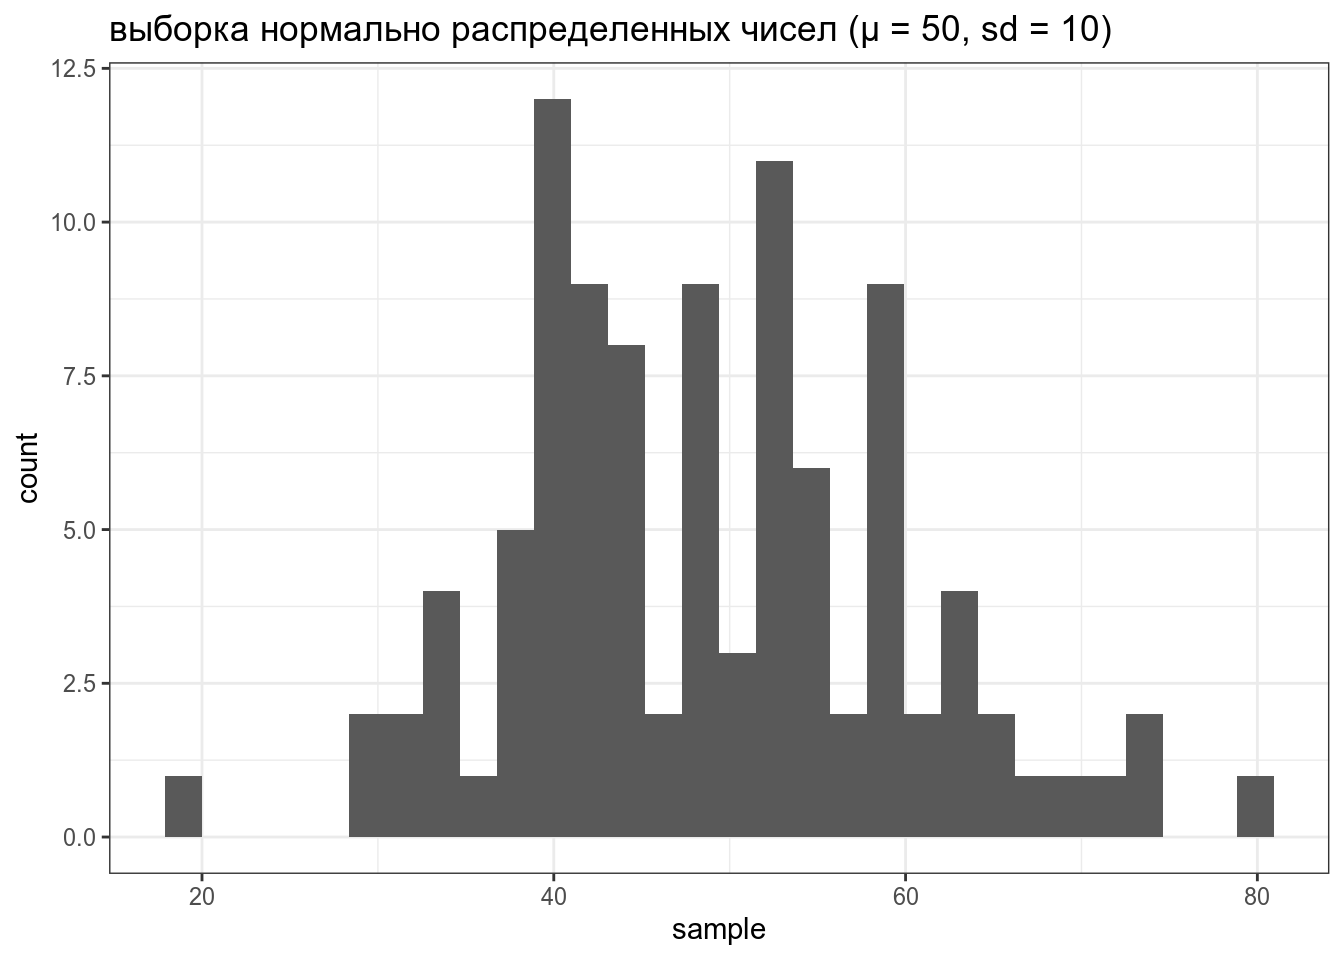 выборка нормально распределенных чисел (μ = 50, sd = 10)
12.5
10.0
7.5
5.0
2.5
0.0
count
20 40 60 80
sample